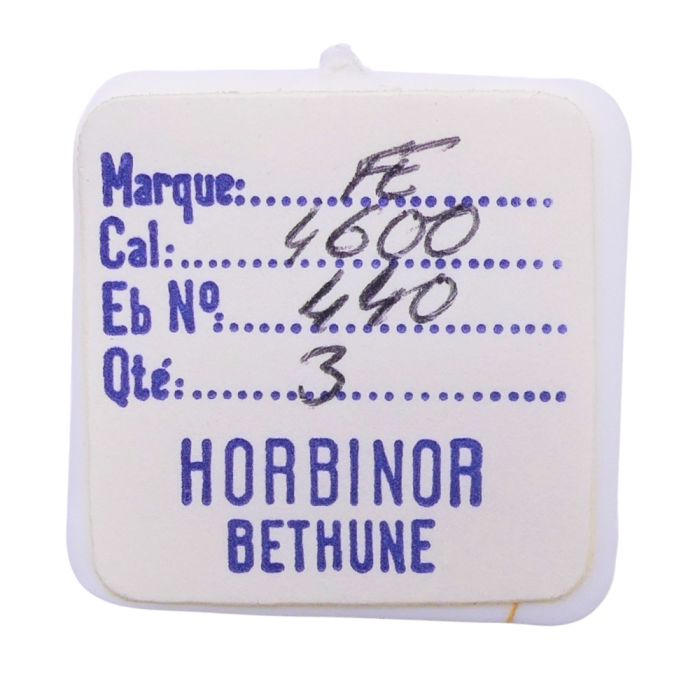 Marque: FE
Cal: 4600
Eb Nº: 440
Qté: 3
HORBINOR
BETHUNE